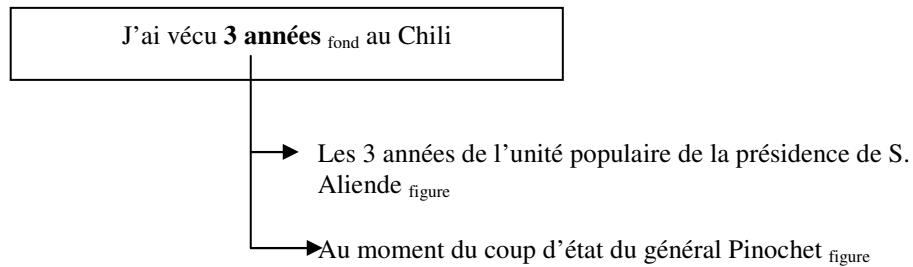 J’ai vécu 3 années fond au Chili
Les 3 années de l’unité populaire de la présidence de S.
Aliende figure
Au moment du coup d’état du général Pinochet figure